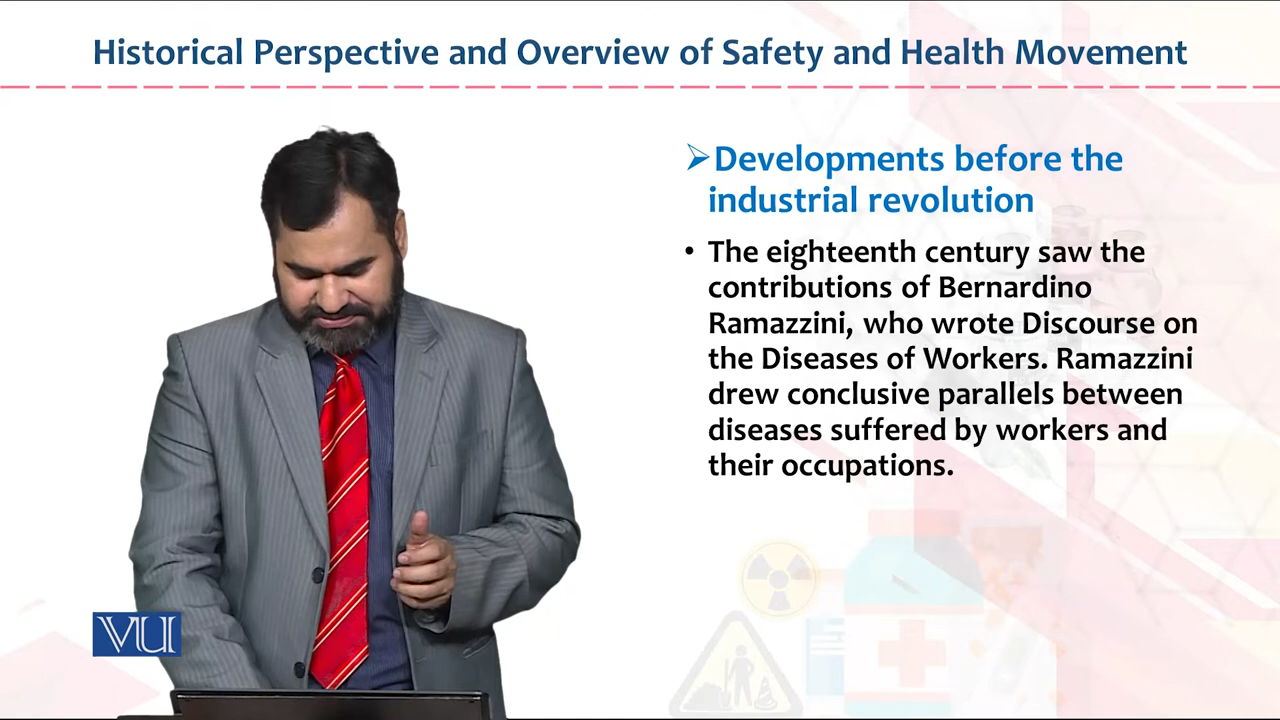 Historical Perspective and Overview of Safety and Health Movement
➢Developments before the
industrial revolution
• The eighteenth century saw the
contributions of Bernardino
Ramazzini, who wrote Discourse on
the Diseases of Workers. Ramazzini
drew conclusive parallels between
diseases suffered by workers and
their occupations.
VU